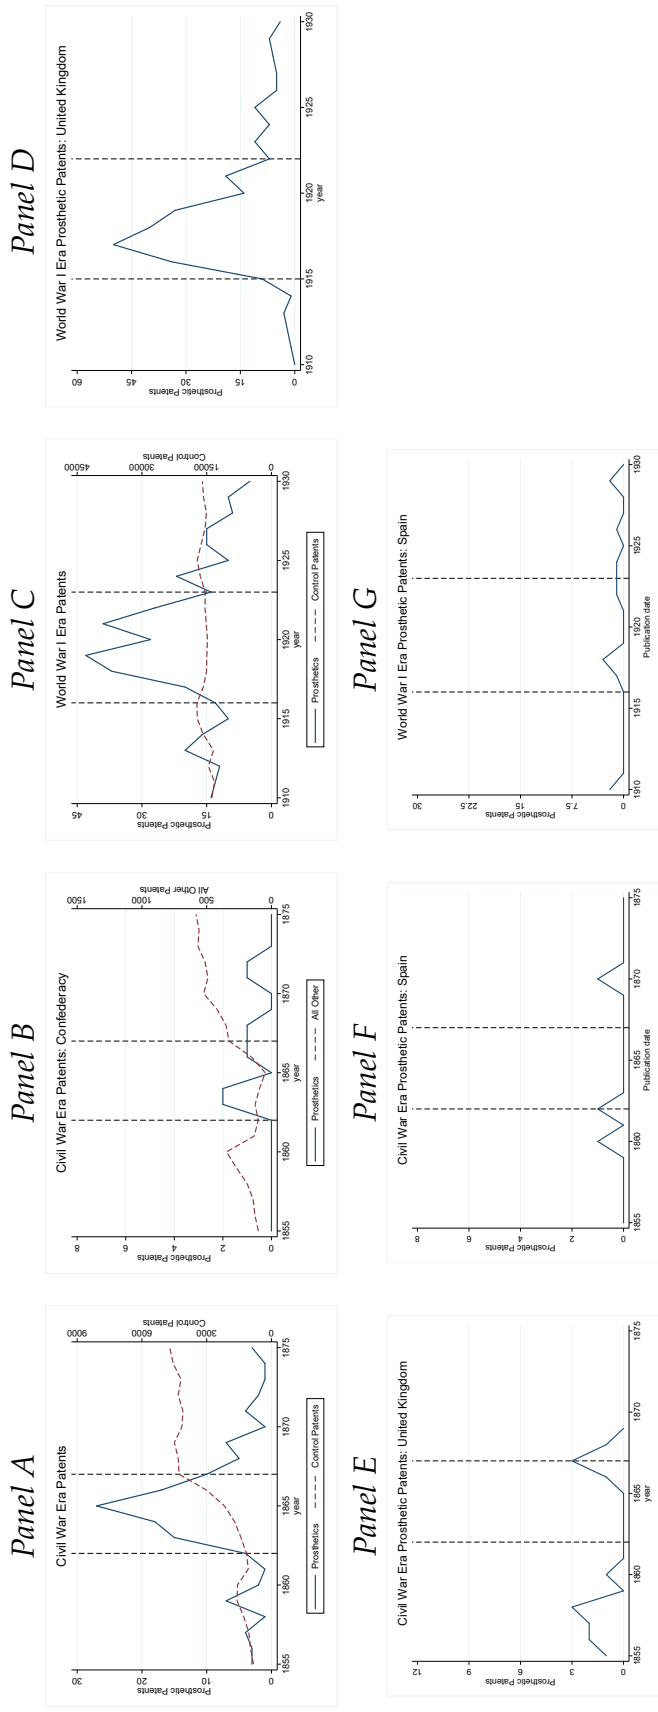 Panel A
Civil War Era Patents
Prosthetic Patents
0 10 20 30
Control Patents
0 3000 6000 9000
1855 1860 1865 1870 1875
year
Prosthetics Control Patents
Panel B
Civil War Era Patents: Confederacy
Prosthetic Patents
0 2 4 6 8
All Other Patents
0 500 1000 1500
1855 1860 1865 1870 1875
year
Prosthetics All Other
Panel C
World War I Era Patents
Prosthetic Patents
0 15 30 45
Control Patents
0 15000 30000 45000
1910 1915 1920 1925 1930
year
Prosthetics Control Patents
Panel D
World War I Era Prosthetic Patents: United Kingdom
Prosthetic Patents
0 15 30 45 60
1910 1915 1920 1925 1930
year
Panel E
Civil War Era Prosthetic Patents: United Kingdom
Prosthetic Patents
0 3 6 9 12
1855 1860 1865 1870 1875
year
Panel F
Civil War Era Prosthetic Patents: Spain
Prosthetic Patents
0 2 4 6 8
1855 1860 1865 1870 1875
Publication date
Panel G
World War I Era Prosthetic Patents: Spain
Prosthetic Patents
0 7.5 15 22.5 30
1910 1915 1920 1925 1930
Publication date